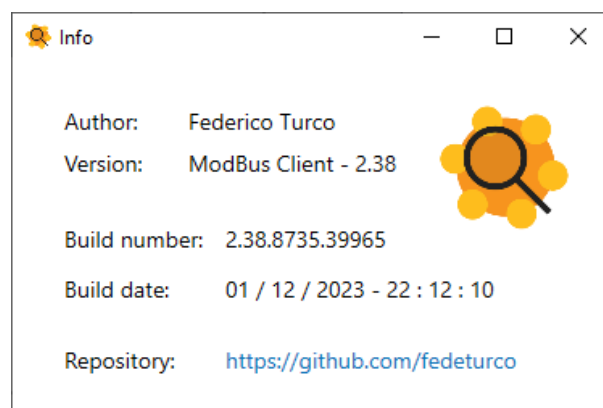 Info
Author: Federico Turco
Version: ModBus Client - 2.38
Build number: 2.38.8735.39965
Build date: 01 / 12 / 2023 - 22 : 12 : 10
Repository: https://github.com/fedeturco